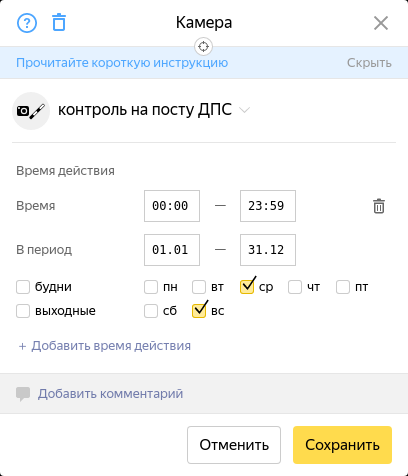 Камера
Прочитайте короткую инструкцию Скрыть
контроль на посту ДПС
Время действия
Время 00:00 — 23:59
В период 01.01 — 31.12
будни пн вт ср чт пт
выходные сб вс
+ Добавить время действия
Добавить комментарий
Отменить Сохранить